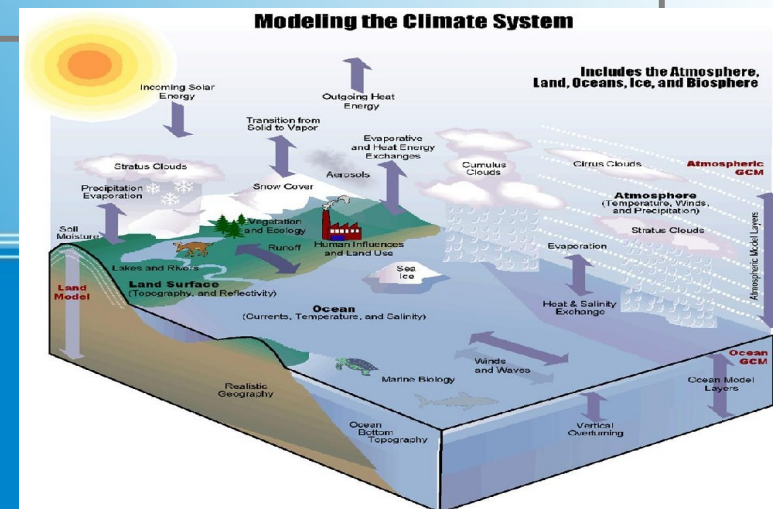 Modeling the Climate System
Includes the Atmosphere,
Land, Oceans, Ice, and Biosphere
Incoming Solar
Energy
Outgoing Heat
Energy
Transition from
Solid to Vapor
Evaporative
and Heat Energy
Exchanges
Stratus Clouds
Snow Cover
Aerosols
Cumulus
Clouds
Cirrus Clouds
Atmospheric
GCM
Precipitation
Evaporation
Atmosphere
(Temperature, Winds,
and Precipitation)
Stratus Clouds
Soil
Moisture
Vegetation
and Ecology
Human Influences
and Land Use
Runoff
Evaporation
Atmospheric Model Layers
Lakes and Rivers
Sea
Ice
Land
Model
Land Surface
(Topography, and Reflectivity)
Ocean
(Currents, Temperature, and Salinity)
Heat & Salinity
Exchange
Winds
and Waves
Ocean
GCM
Realistic
Geography
Marine Biology
Ocean Model
Layers
Ocean
Bottom
Topography
Vertical
Overturning